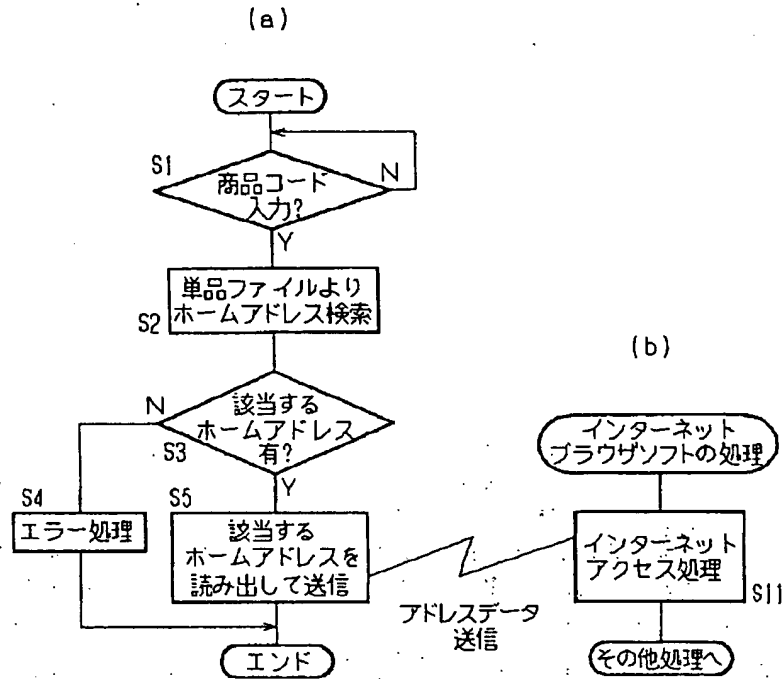 (a)
スタート
S1
商品コード
入力?
N
Y
単品ファイルより
ホームアドレス検索
S2
N
該当する
ホームアドレス
有?
S3
Y
S4
エラー処理
S5
該当する
ホームアドレスを
読み出して送信
エンド
アドレスデータ
送信
(b)
インターネット
ブラウザソフトの処理
インターネット
アクセス処理
S11
その他処理へ